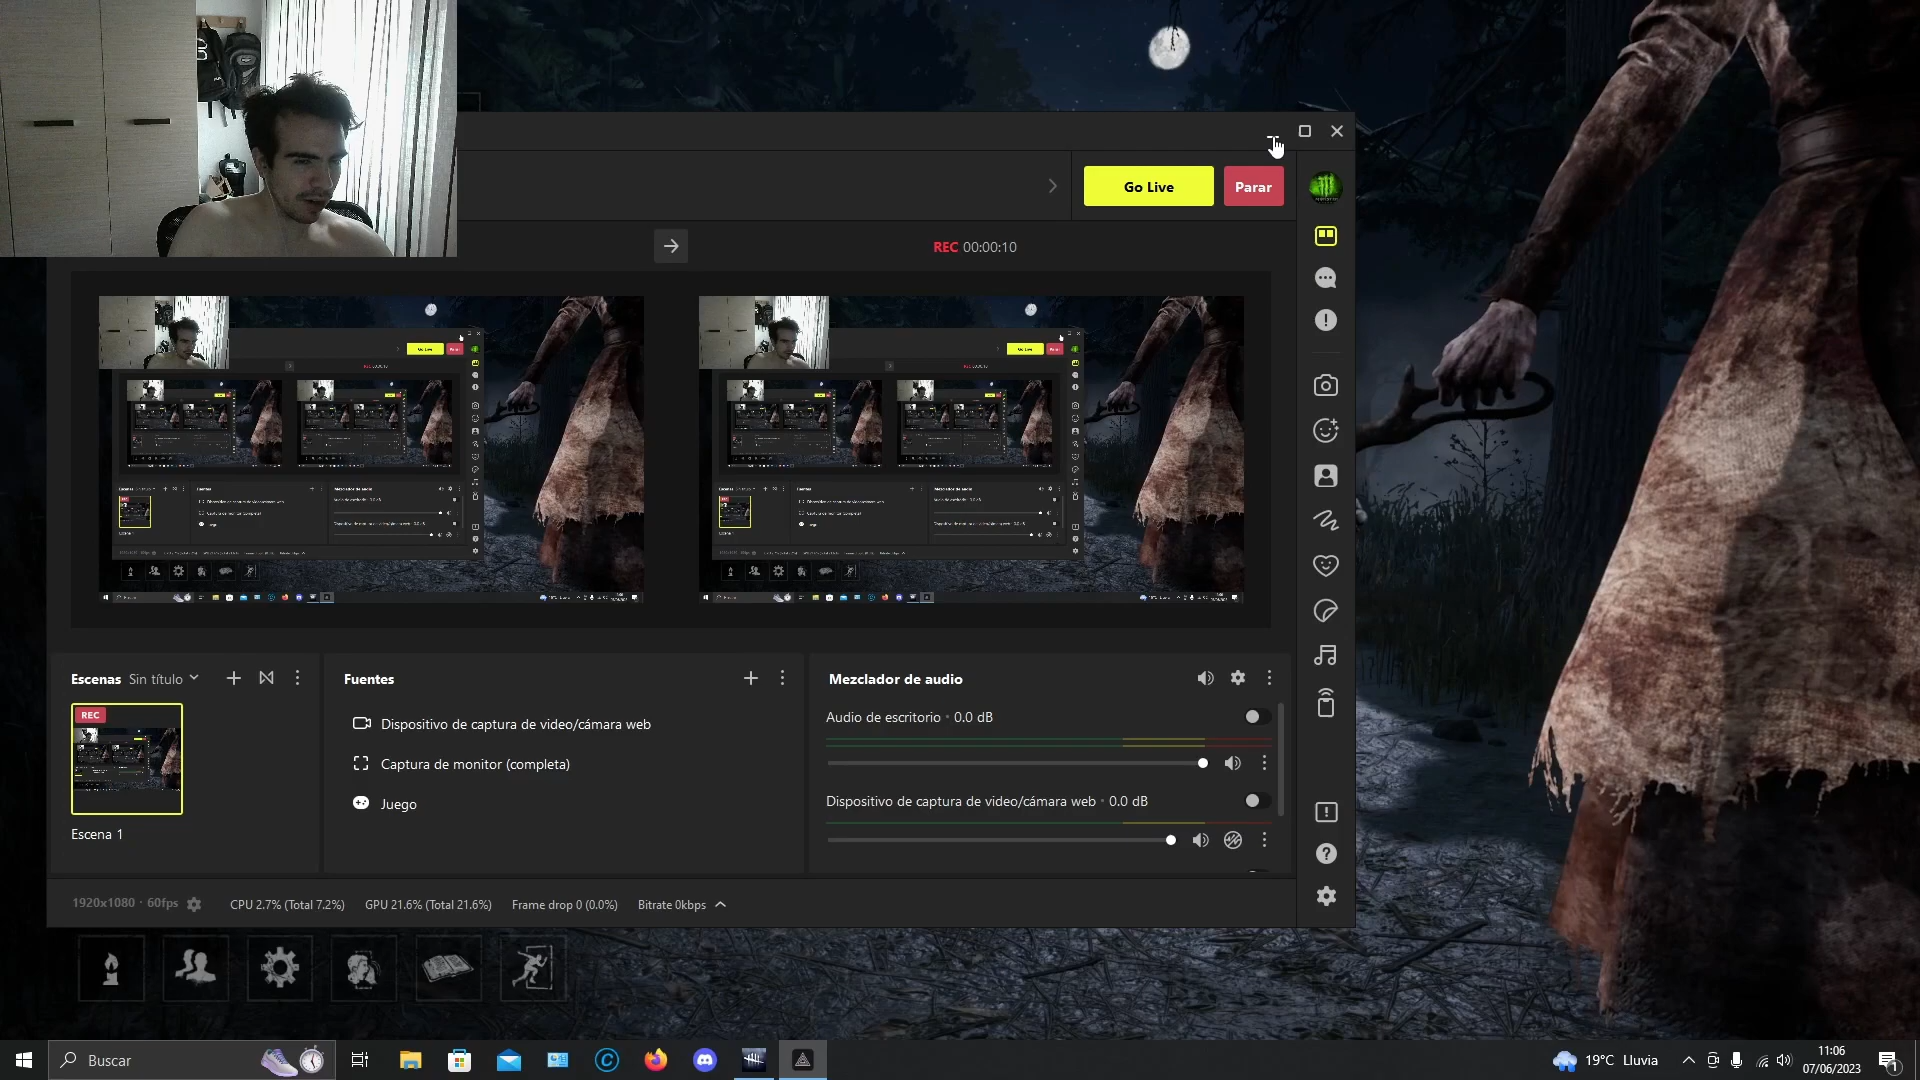 Go Live
Parar
REC 00:00:10
Escenas Sin título
Fuentes
Mezclador de audio
REC
Escena 1
Dispositivo de captura de video/cámara web
Captura de monitor (completa)
Juego
Audio de escritorio • 0.0 dB
Dispositivo de captura de video/cámara web • 0.0 dB
1920x1080 · 60fps
CPU 2.7% (Total 7.2%)
GPU 21.6% (Total 21.6%)
Frame drop 0 (0.0%)
Bitrate 0kbps
Buscar
19°C Lluvia
11:06
07/06/2023
1